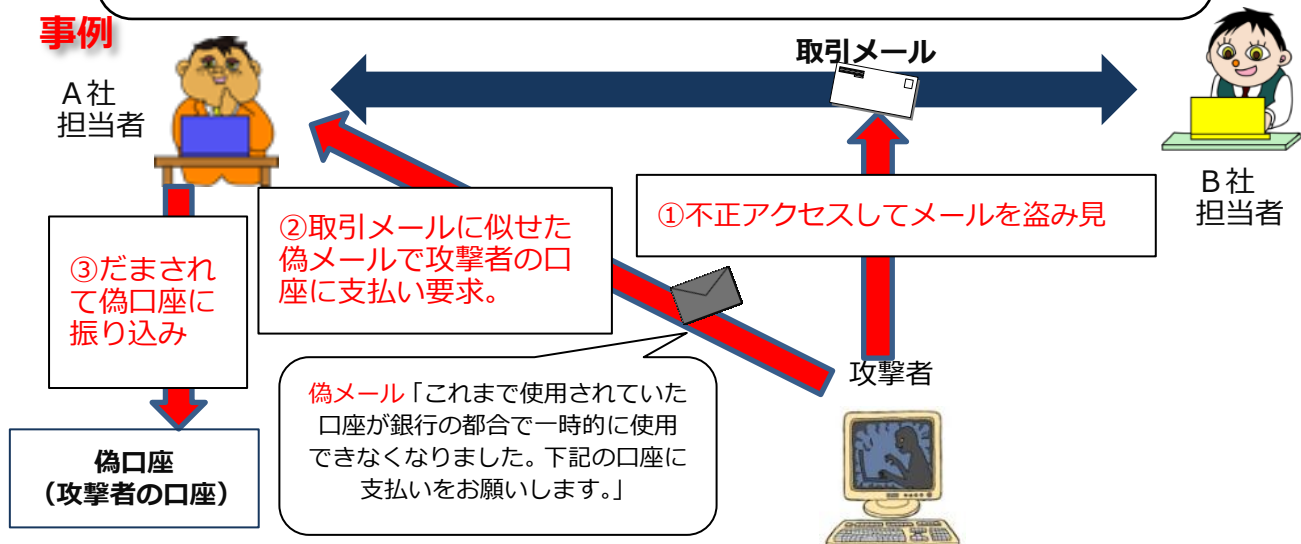 事例
取引メール
A社
担当者
B社
担当者
①不正アクセスしてメールを盗み見
②取引メールに似せた
偽メールで攻撃者の口
座に支払い要求。
③だまされ
て偽口座に
振り込み
攻撃者
偽メール「これまで使用されていた
口座が銀行の都合で一時的に使用
できなくなりました。下記の口座に
支払いをお願いします。」
偽口座
（攻撃者の口座）